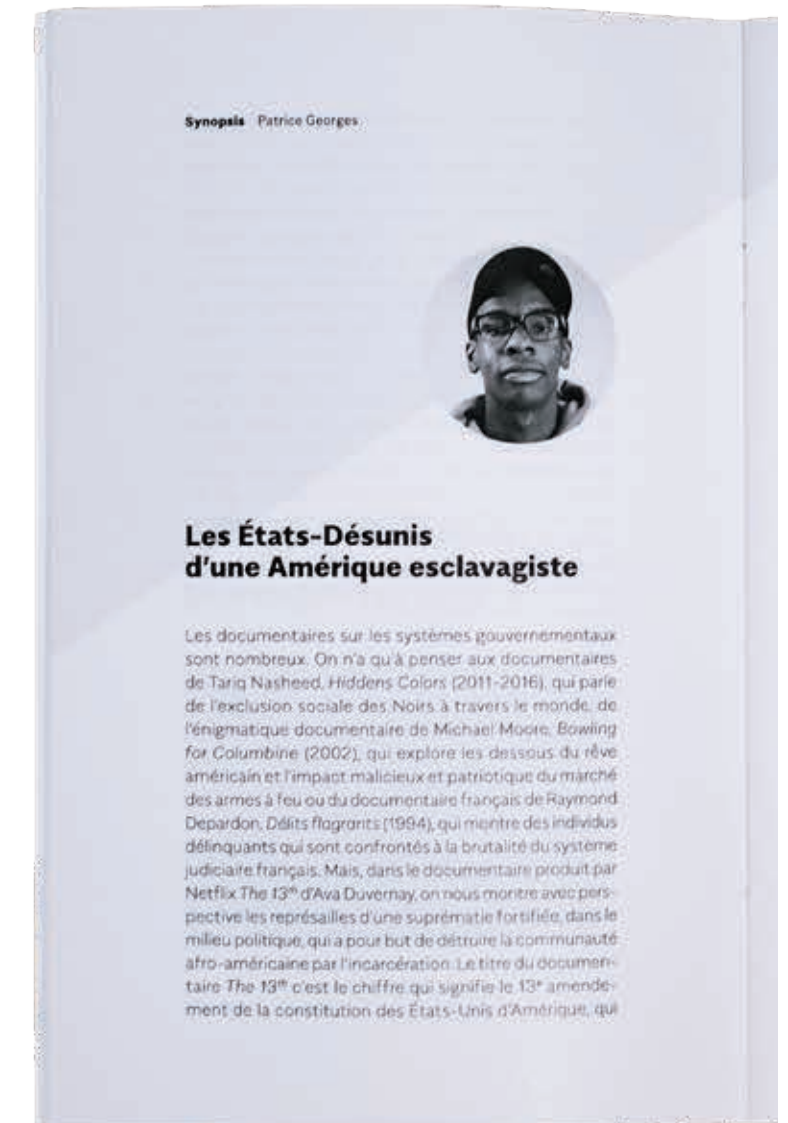 Synopsis Patrice Georges
Les États-Désunis
d'une Amérique esclavagiste
Les documentaires sur les systèmes gouvernementaux
sont nombreux. On n'a qu'à penser aux documentaires
de Tariq Nasheed, Hiddens Colors (2011-2016), qui parle
de l'exclusion sociale des Noirs à travers le monde, de
l'énigmatique documentaire de Michael Moore, Bowling
for Columbine (2002), qui explore les dessous du rêve
américain et l'impact malicieux et patriotique du marché
des armes à feu ou du documentaire français de Raymond
Depardon, Délits flagrants (1994), qui montre des individus
délinquants qui sont confrontés à la brutalité du système
judiciaire français. Mais, dans le documentaire produit par
Netflix The 13th d'Ava Duvernay, on nous montre avec pers-
pective les représailles d'une suprématie fortifiée, dans le
milieu politique, qui a pour but de détruire la communauté
afro-américaine par l'incarcération. Le titre du documen-
taire The 13th c'est le chiffre qui signifie le 13e amende-
ment de la constitution des États-Unis d'Amérique, qui